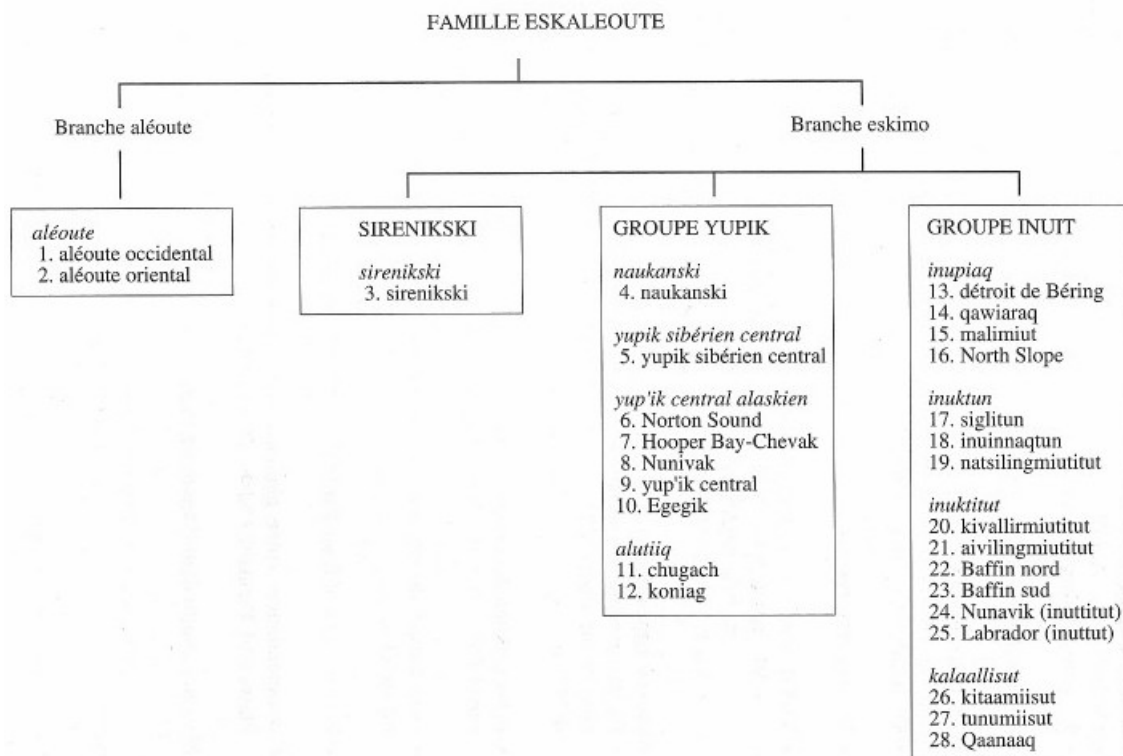 FAMILLE ESKALEOUTE
Branche aléoute
Branche eskimo
aléoute
1. aléoute occidental
2. aléoute oriental
SIRENIKSKI
sirenikski
3. sirenikski
GROUPE YUPIK
naukanski
4. naukanski
yupik sibérien central
5. yupik sibérien central
yup'ik central alaskien
6. Norton Sound
7. Hooper Bay-Chevak
8. Nunivak
9. yup'ik central
10. Egegik
alutiiq
11. chugach
12. koniag
GROUPE INUIT
inupiaq
13. détroit de Béring
14. qawiaraq
15. malimiut
16. North Slope
inuktun
17. siglitun
18. inuinnaqtun
19. natsilingmiutitut
inuktitut
20. kivallirmiutitut
21. aivilingmiutitut
22. Baffin nord
23. Baffin sud
24. Nunavik (inuttitut)
25. Labrador (inuttut)
kalaallisut
26. kitaamiisut
27. tunumiisut
28. Qaanaaq